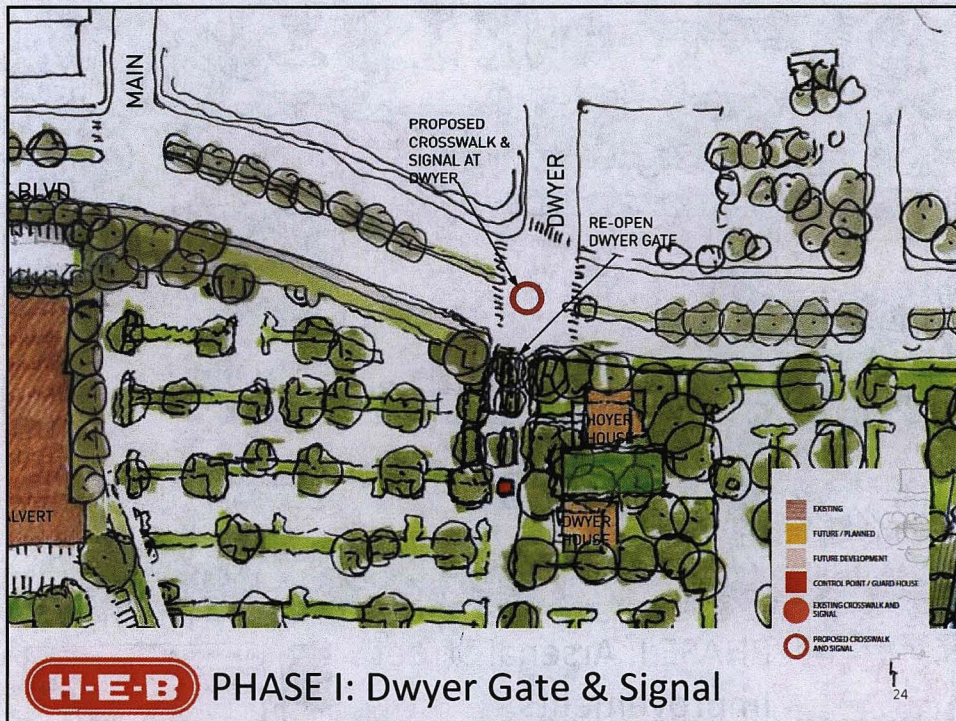 MAIN
PROPOSED
CROSSWALK &
SIGNAL AT
DWYER
DWYER
BLVD
RE-OPEN
DWYER GATE
HOYER
HOUSE
DWYER
HOUSE
LVERT
EXISTING
FUTURE / PLANNED
FUTURE DEVELOPMENT
CONTROL POINT / GUARD HOUSE
EXISTING CROSSWALK AND
SIGNAL
PROPOSED CROSSWALK
AND SIGNAL
H-E-B PHASE I: Dwyer Gate & Signal
24